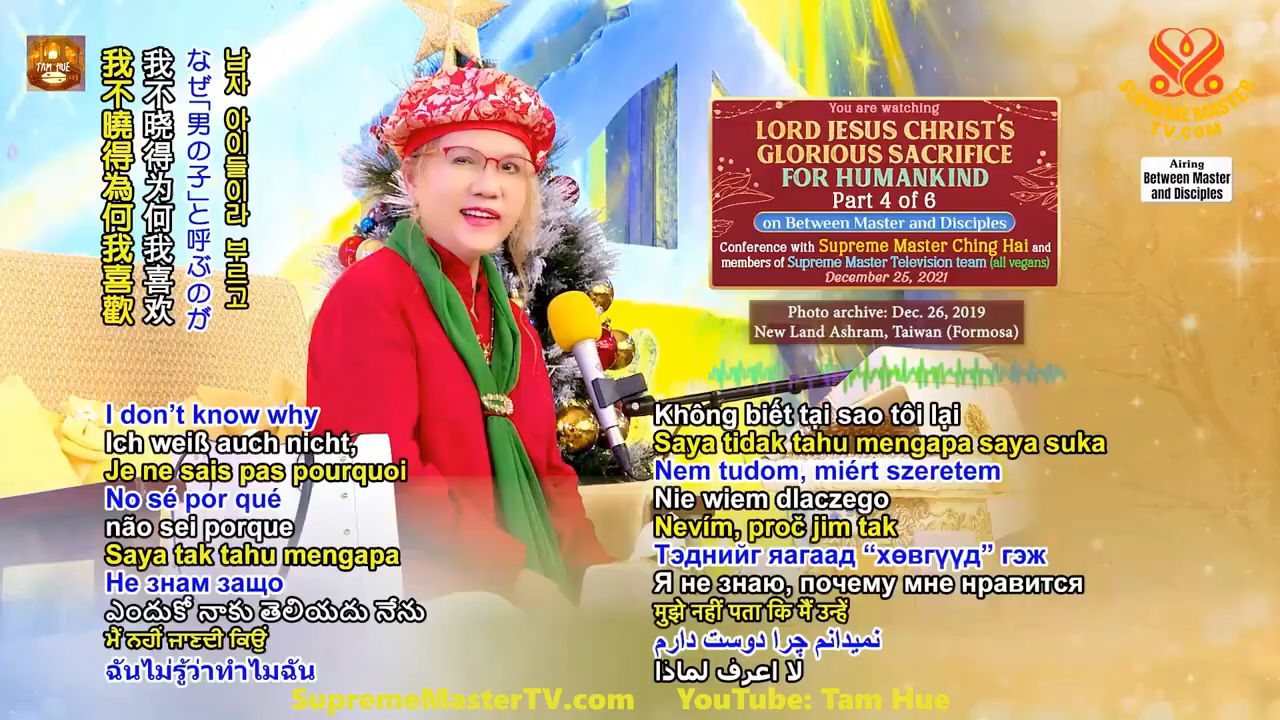 TAM HUE
我不曉得為何我喜歡
我不晓得为何我喜欢
なぜ「男の子」と呼ぶのが
남자 아이들이라 부르고
You are watching
LORD JESUS CHRIST'S
GLORIOUS SACRIFICE
FOR HUMANKIND
Part 4 of 6
on Between Master and Disciples
Conference with Supreme Master Ching Hai and
members of Supreme Master Television team (all vegans)
December 25, 2021
Photo archive: Dec. 26, 2019
New Land Ashram, Taiwan (Formosa)
SUPREMEMASTER
TV.COM
Airing
Between Master
and Disciples
I don't know why
Ich weiß auch nicht,
Je ne sais pas pourquoi
No sé por qué
não sei porque
Saya tak tahu mengapa
Не знам защо
ఎందుకో నాకు తెలియదు నేను
ਮੈਂ ਨਹੀਂ ਜਾਣਦੀ ਕਿਉਂ
ฉันไม่รู้ว่าทำไมฉัน
Không biết tại sao tôi lại
Saya tidak tahu mengapa saya suka
Nem tudom, miért szeretem
Nie wiem dlaczego
Nevím, proč jim tak
Тэднийг яагаад “хөвгүүд” гэж
Я не знаю, почему мне нравится
मुझे नहीं पता कि मैं उन्हें
نمیدانم چرا دوست دارم
لا اعرف لماذا
SupremeMasterTV.com
YouTube: Tam Hue